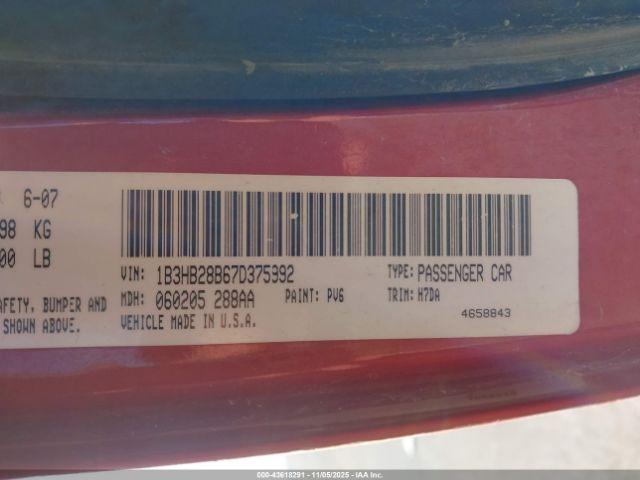 6-07
98 KG
00 LB
VIN: 1B3HB28B67D375992
TYPE: PASSENGER CAR
AFETY, BUMPER AND
MDH: 060205 288AA
PAINT: PV6
TRIM: H7DA
SHOWN ABOVE.
VEHICLE MADE IN U.S.A.
4658843
000-43618291 - 11/05/2025 - IAA Inc.